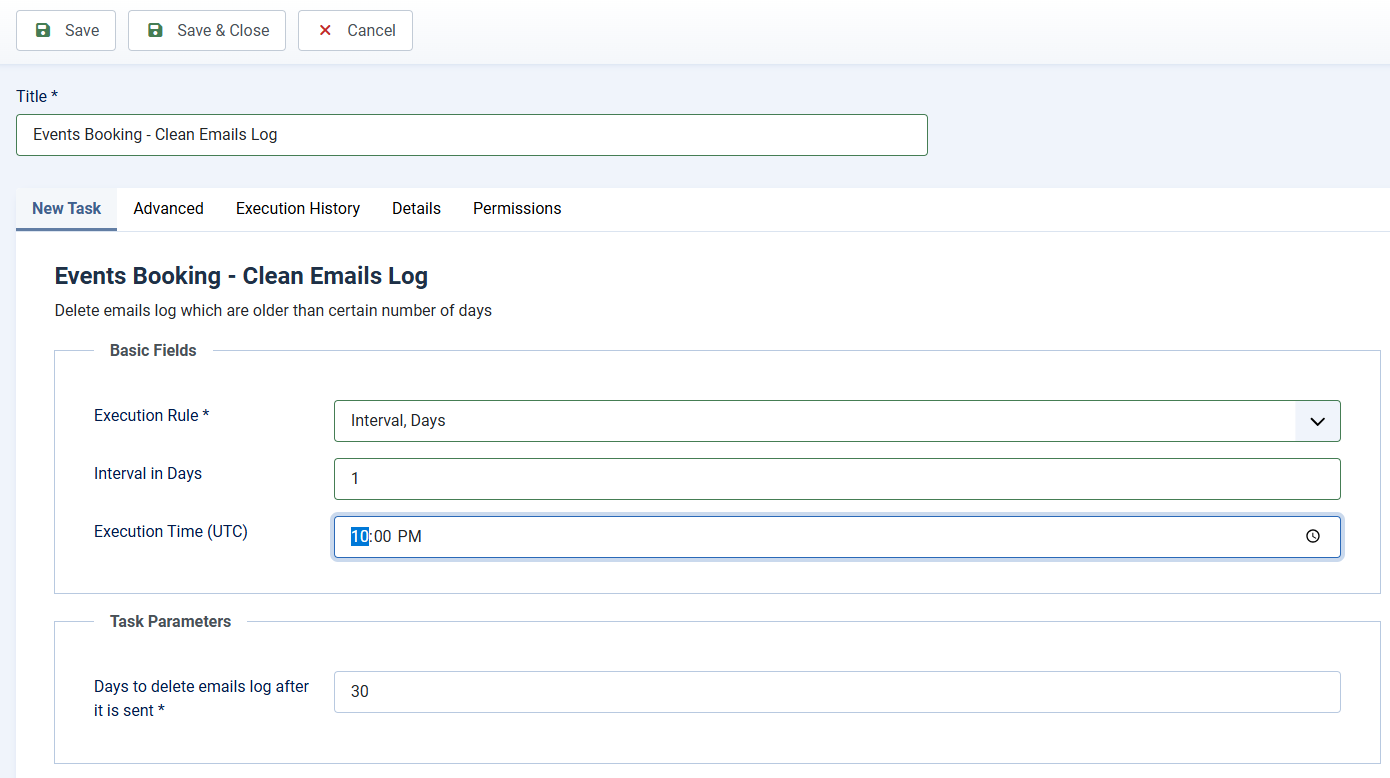 Save
Save & Close
Cancel
Title *
Events Booking - Clean Emails Log
New Task
Advanced
Execution History
Details
Permissions
Events Booking - Clean Emails Log
Delete emails log which are older than certain number of days
Basic Fields
Execution Rule *
Interval, Days
Interval in Days
1
Execution Time (UTC)
10:00 PM
Task Parameters
Days to delete emails log after
it is sent *
30